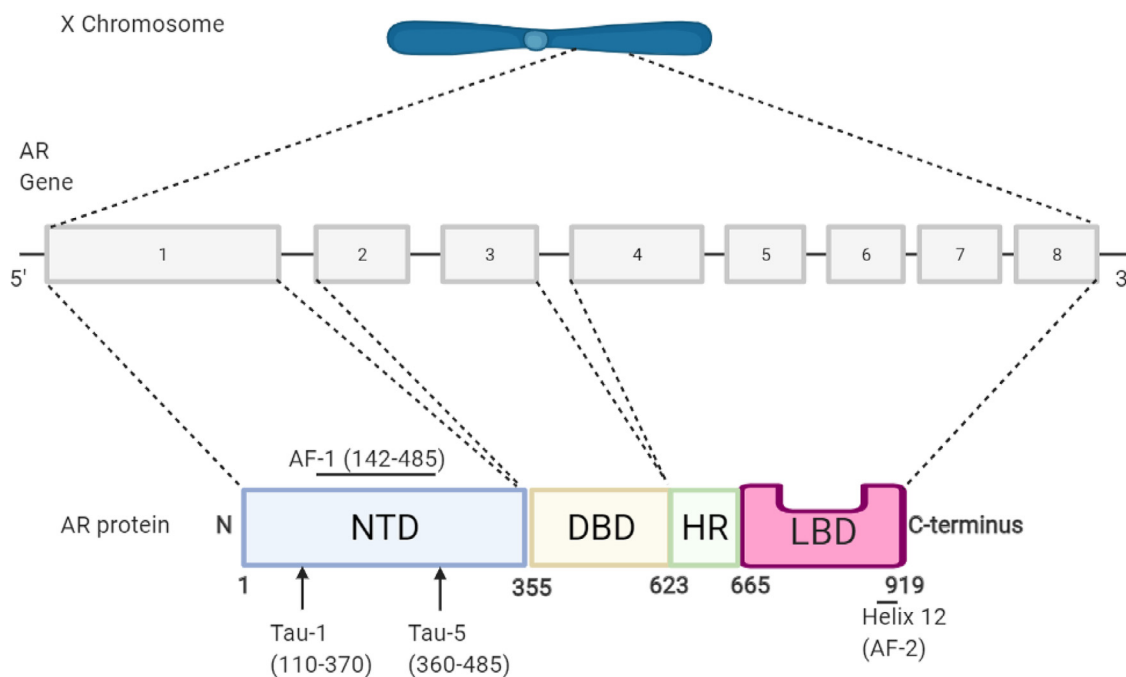 X Chromosome
AR
Gene
1 2 3 4 5 6 7 8
5' 3'
AF-1 (142-485)
AR protein N NTD DBD HR LBD C-terminus
1 355 623 665 919
Tau-1
(110-370)
Tau-5
(360-485)
Helix 12
(AF-2)